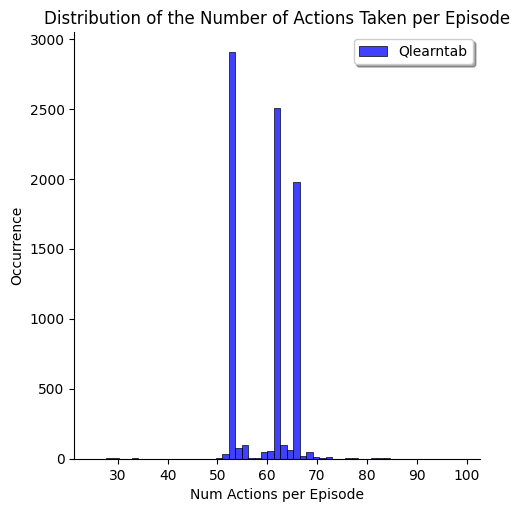 Distribution of the Number of Actions Taken per Episode
Qlearntab
3000
2500
2000
1500
1000
500
0
Occurrence
30 40 50 60 70 80 90 100
Num Actions per Episode